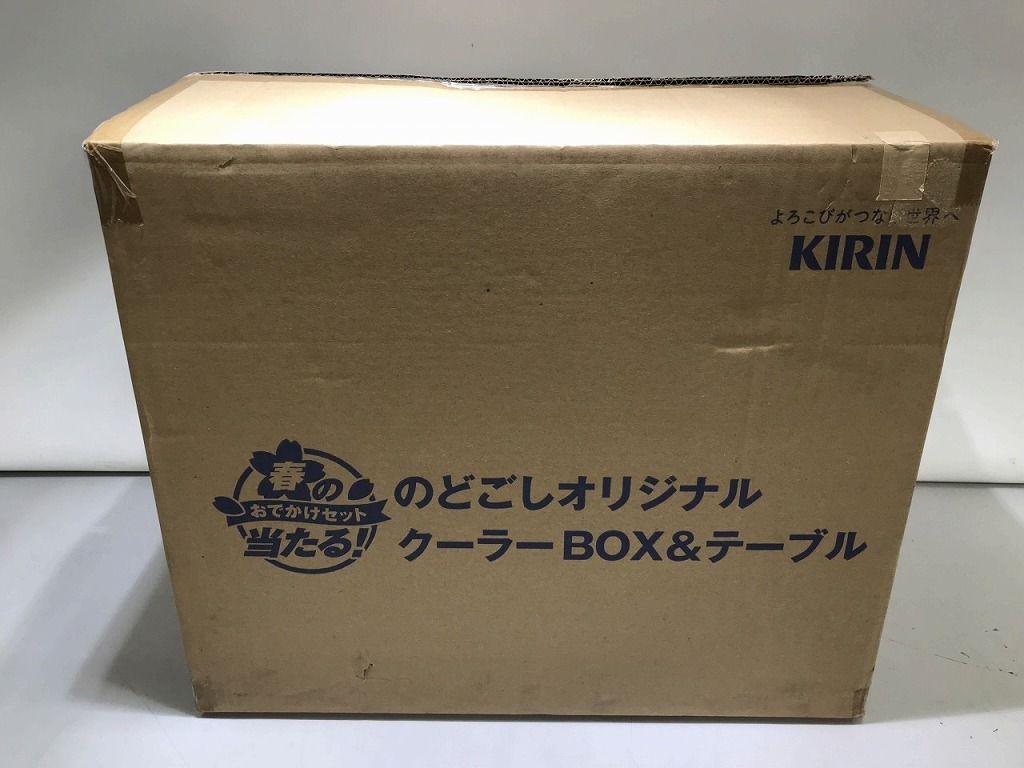 よろこびがつな 世界へ
KIRIN
春の
おでかけセット
当たる!
のどごしオリジナル
クーラーBOX&テーブル